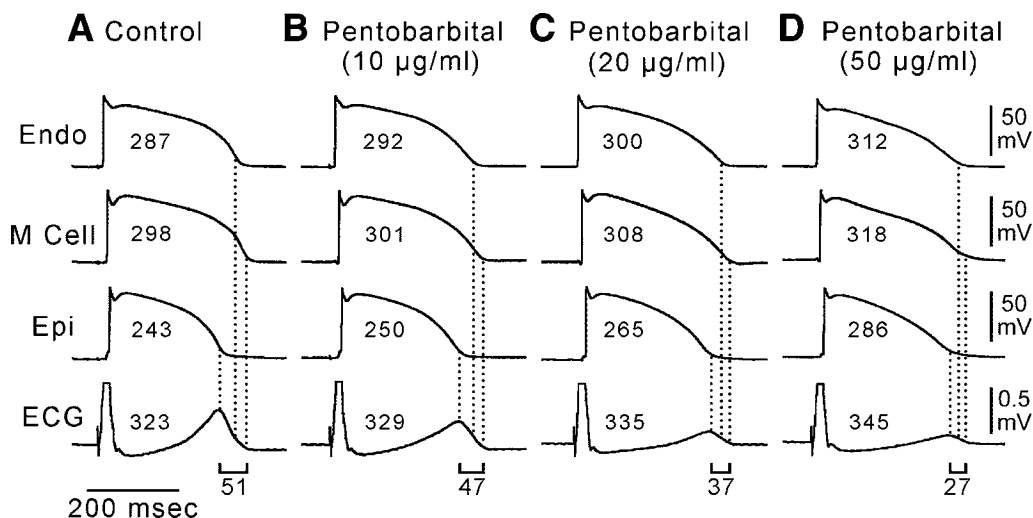 A Control
B Pentobarbital
(10 µg/ml)
C Pentobarbital
(20 µg/ml)
D Pentobarbital
(50 µg/ml)
Endo 287 292 300 312 50
mV
M Cell 298 301 308 318 50
mV
Epi 243 250 265 286 50
mV
ECG 323 329 335 345 0.5
mV
51 47 37 27
200 msec